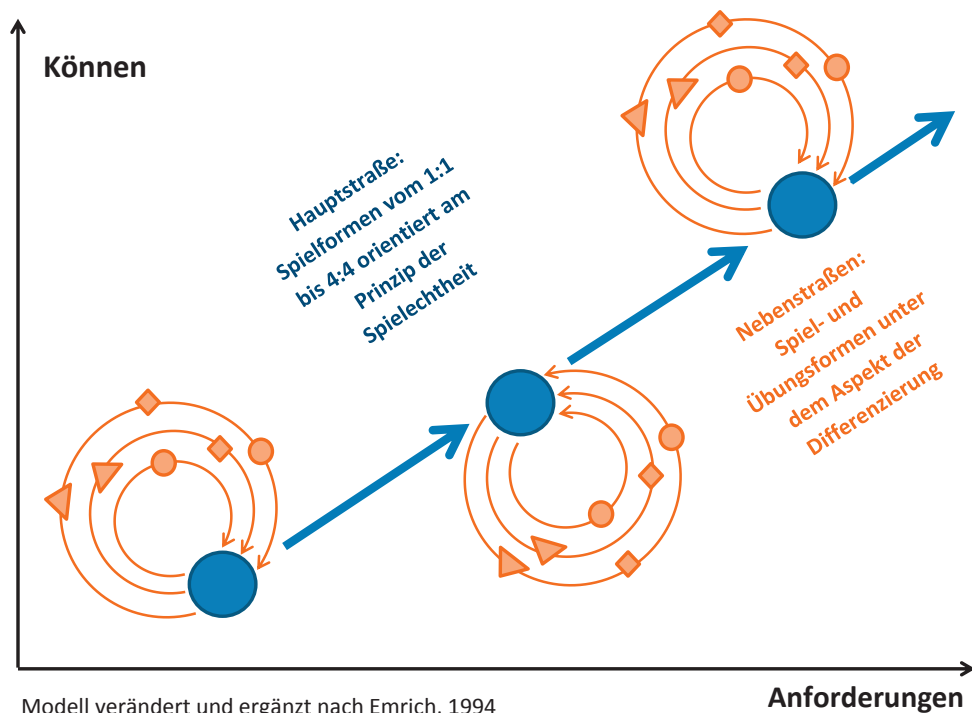 Können
Hauptstraße:
Spielformen vom 1:1
bis 4:4 orientiert am
Prinzip der
Spielechtheit
Nebenstraßen:
Spiel- und
Übungsformen unter
dem Aspekt der
Differenzierung
Anforderungen
Modell verändert und ergänzt nach Emrich, 1994